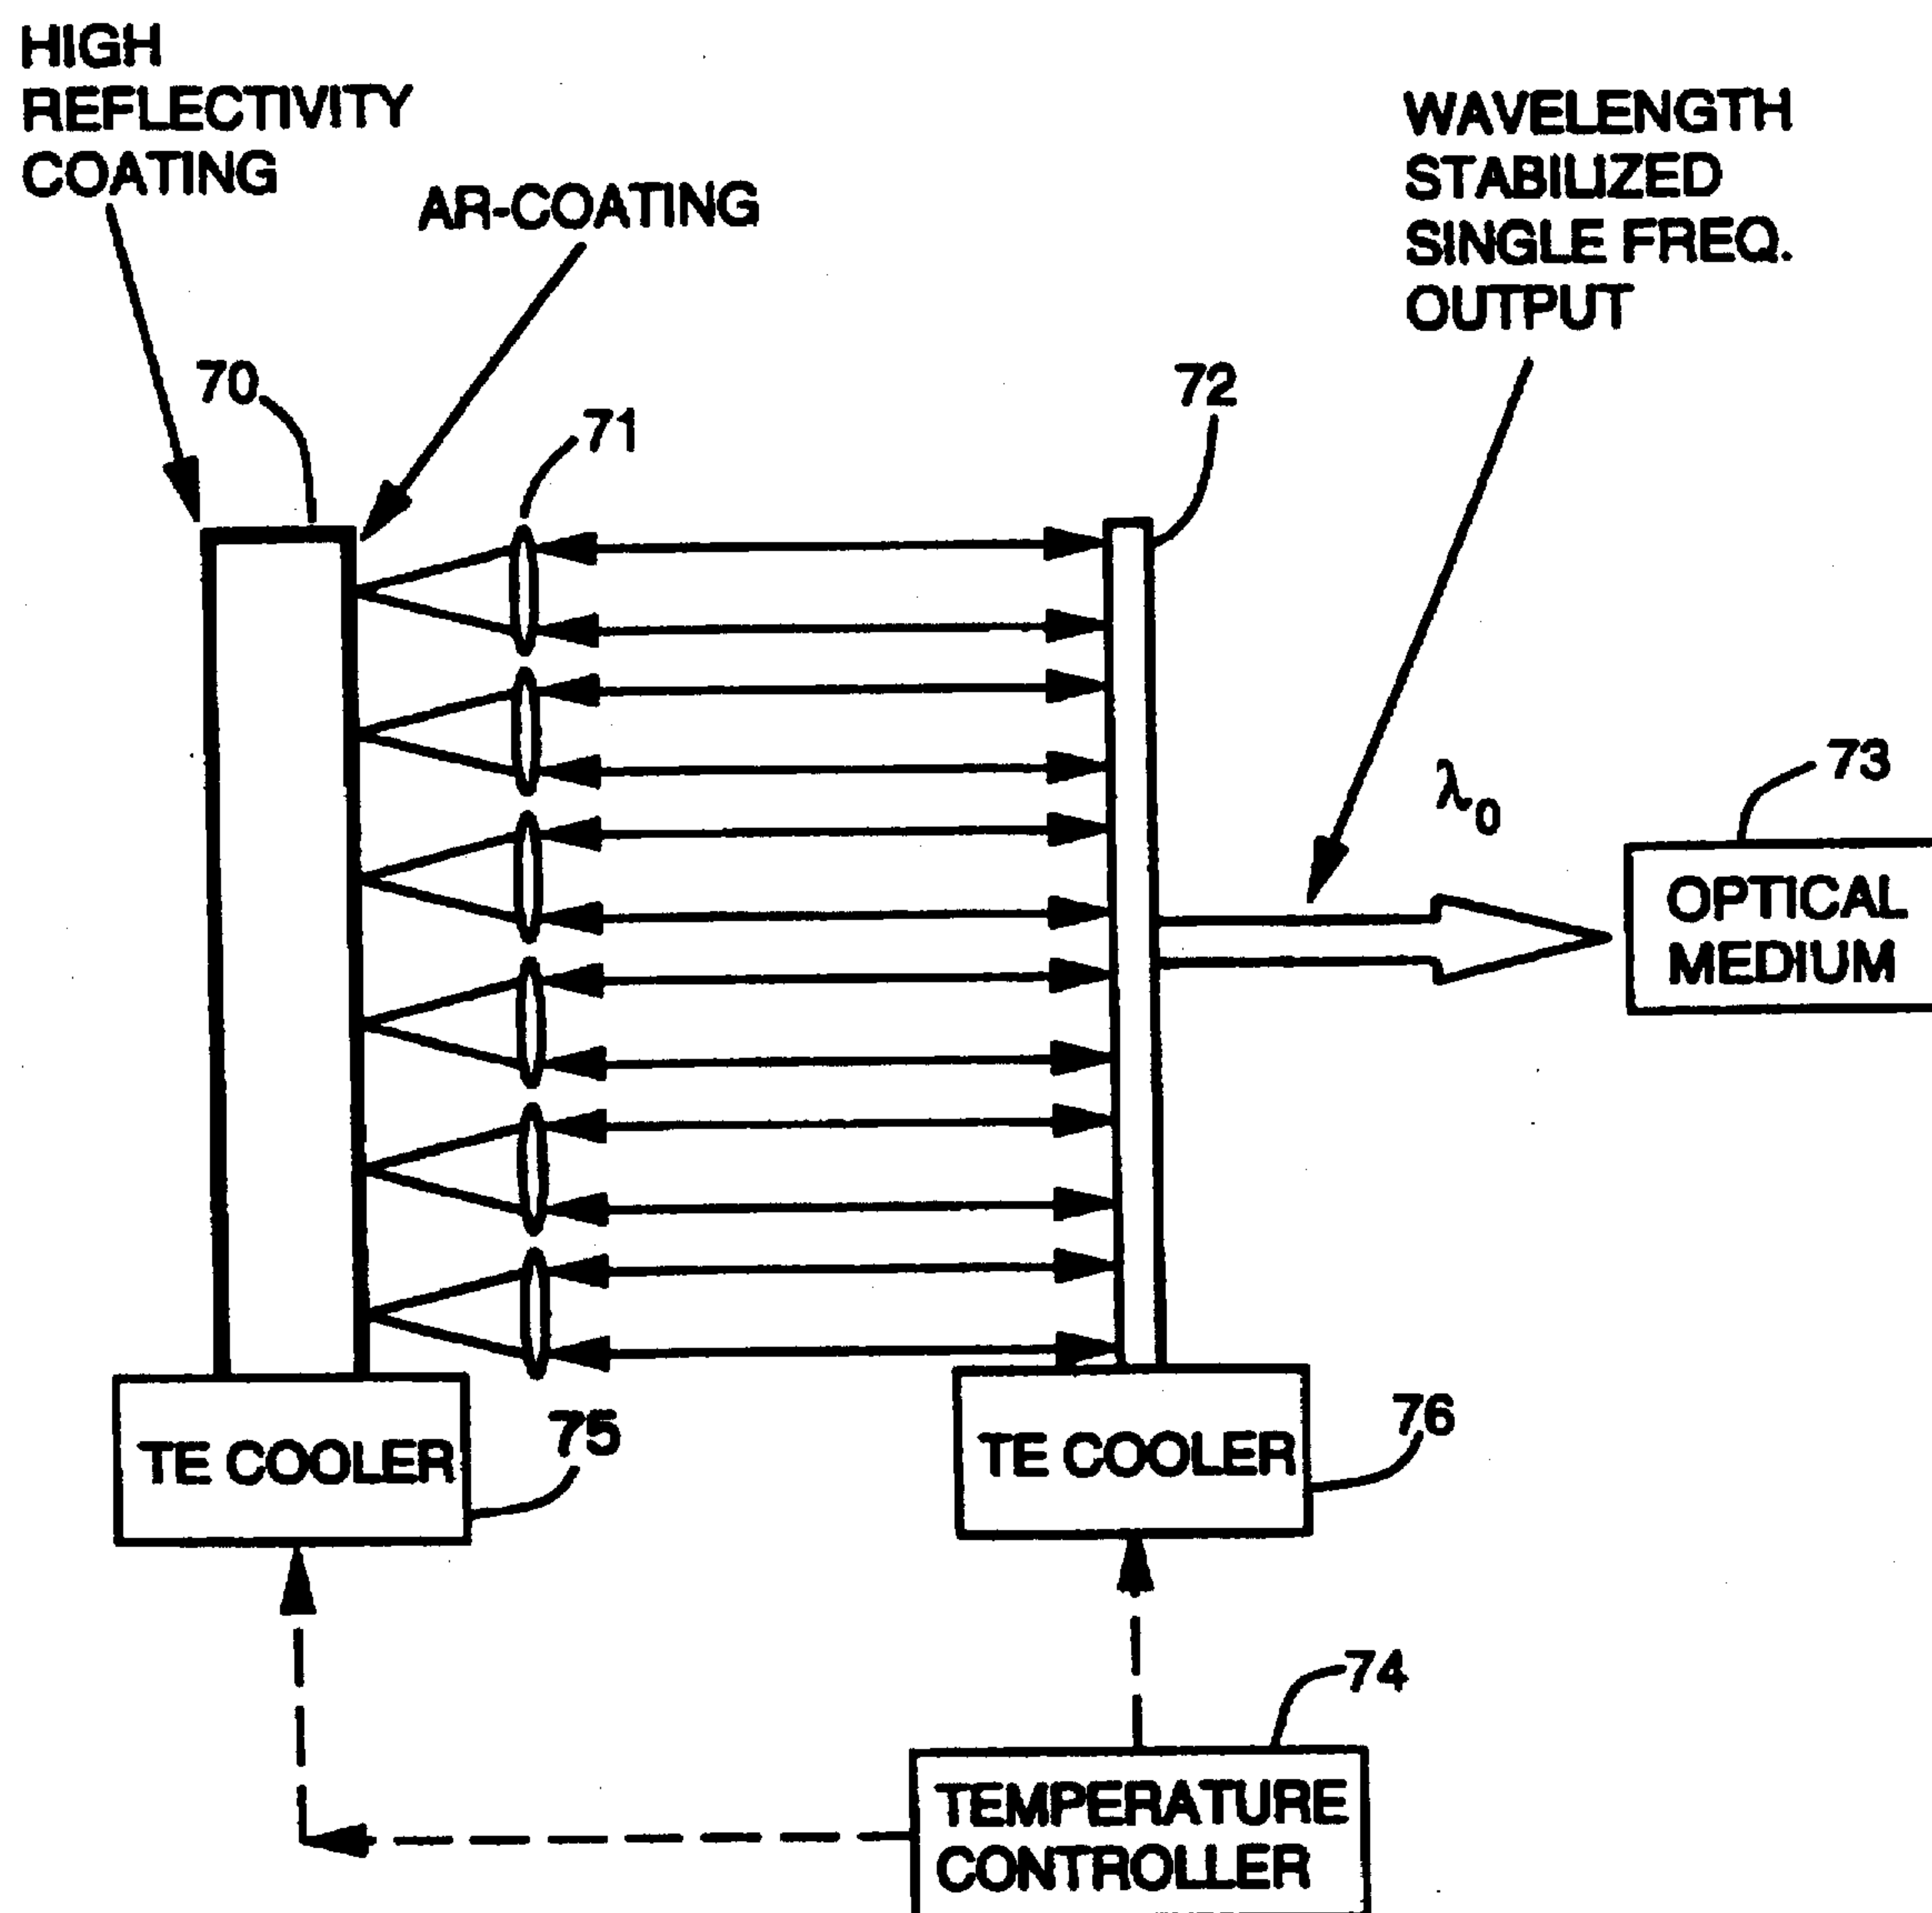 HIGH
REFLECTIVITY
COATING
AR-COATING
WAVELENGTH
STABILIZED
SINGLE FREQ.
OUTPUT
70
71
72
λ0
73
OPTICAL
MEDIUM
TE COOLER
75
TE COOLER
76
74
TEMPERATURE
CONTROLLER